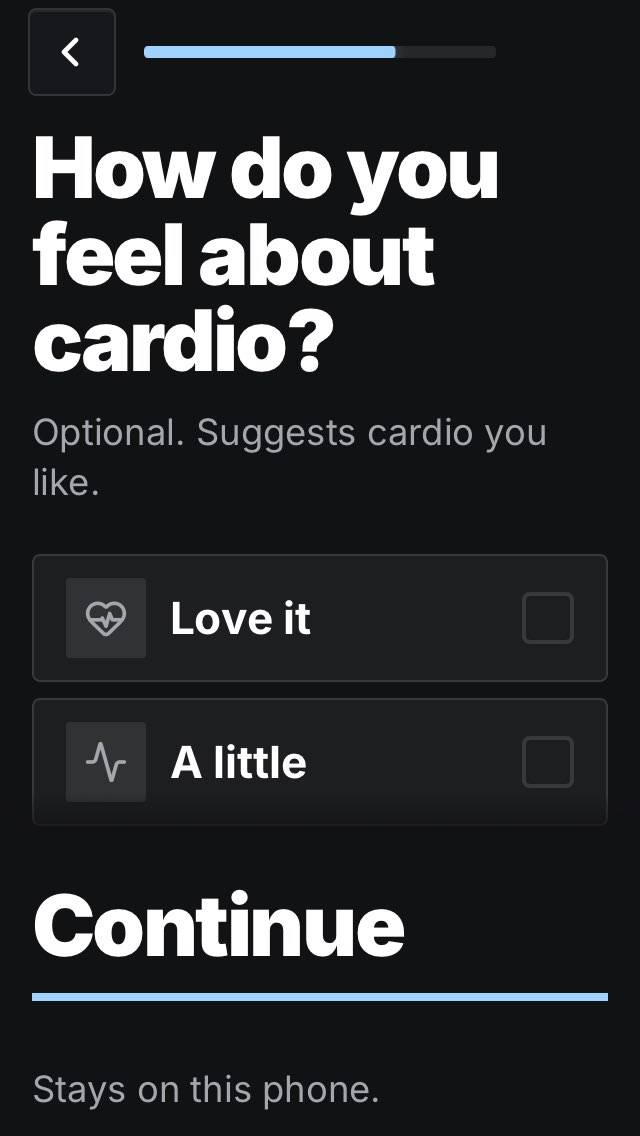 How do you
feel about
cardio?
Optional. Suggests cardio you
like.
Love it
A little
Continue
Stays on this phone.